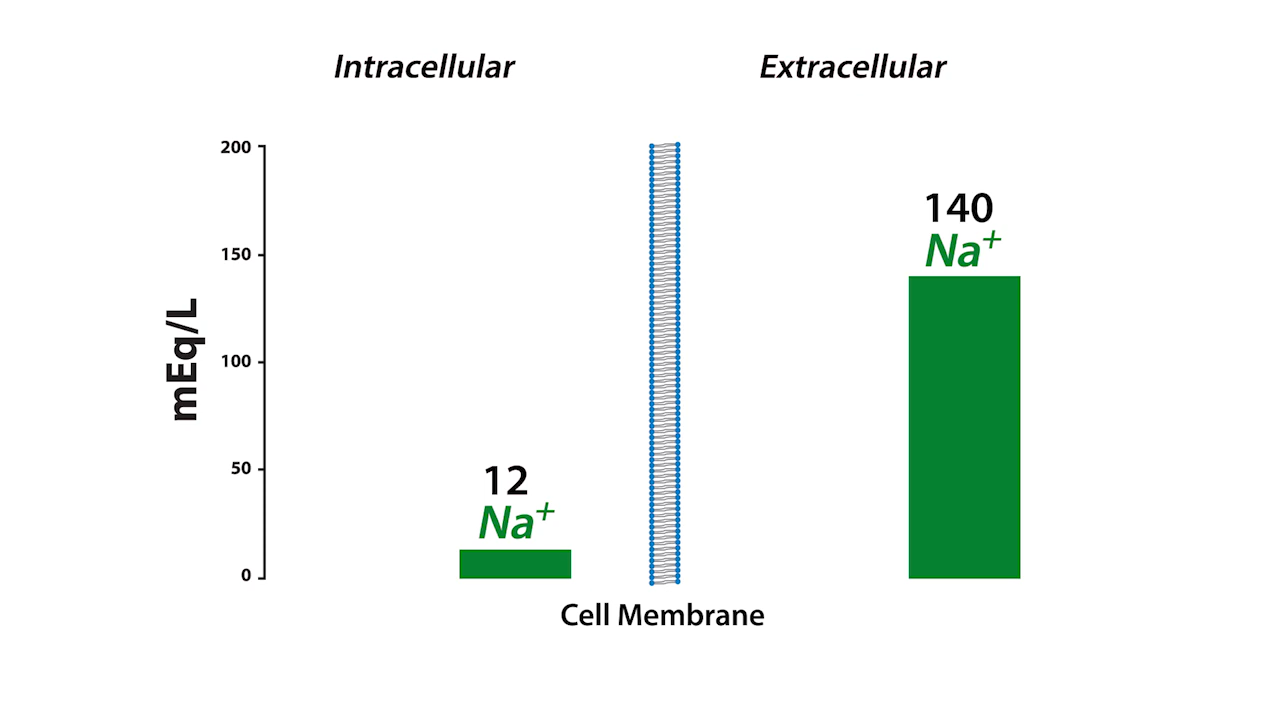 Intracellular
Extracellular
200
150
100
50
0
mEq/L
12
Na+
140
Na+
Cell Membrane